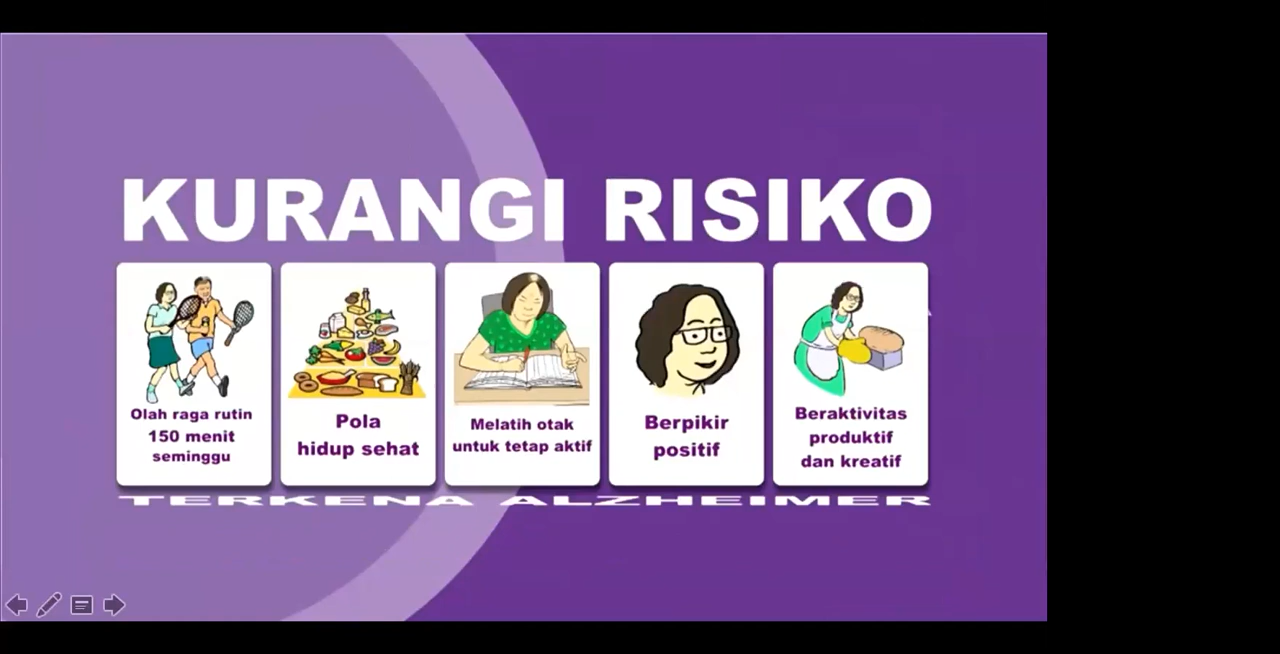 KURANGI RISIKO
Olah raga rutin
150 menit
seminggu
Pola
hidup sehat
Melatih otak
untuk tetap aktif
Berpikir
positif
Beraktivitas
produktif
dan kreatif
TERKENA ALZHEIMER